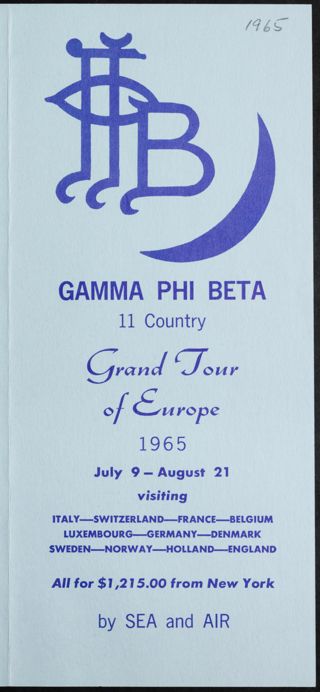 1965
GAMMA PHI BETA
11 Country
Grand Tour
of Europe
1965
July 9 – August 21
visiting
ITALY—SWITZERLAND—FRANCE—BELGIUM
LUXEMBOURG—GERMANY—DENMARK
SWEDEN—NORWAY—HOLLAND—ENGLAND
All for $1,215.00 from New York
by SEA and AIR